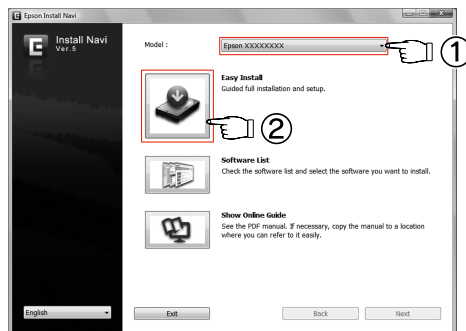 Epson Install Navi
Install Navi
Ver.5
Model :
Epson XXXXXXXX
1
Easy Install
Guided full installation and setup.
2
Software List
Check the software list and select the software you want to install.
Show Online Guide
See the PDF manual. If necessary, copy the manual to a location
where you can refer to it easily.
English
Exit
Back
Next